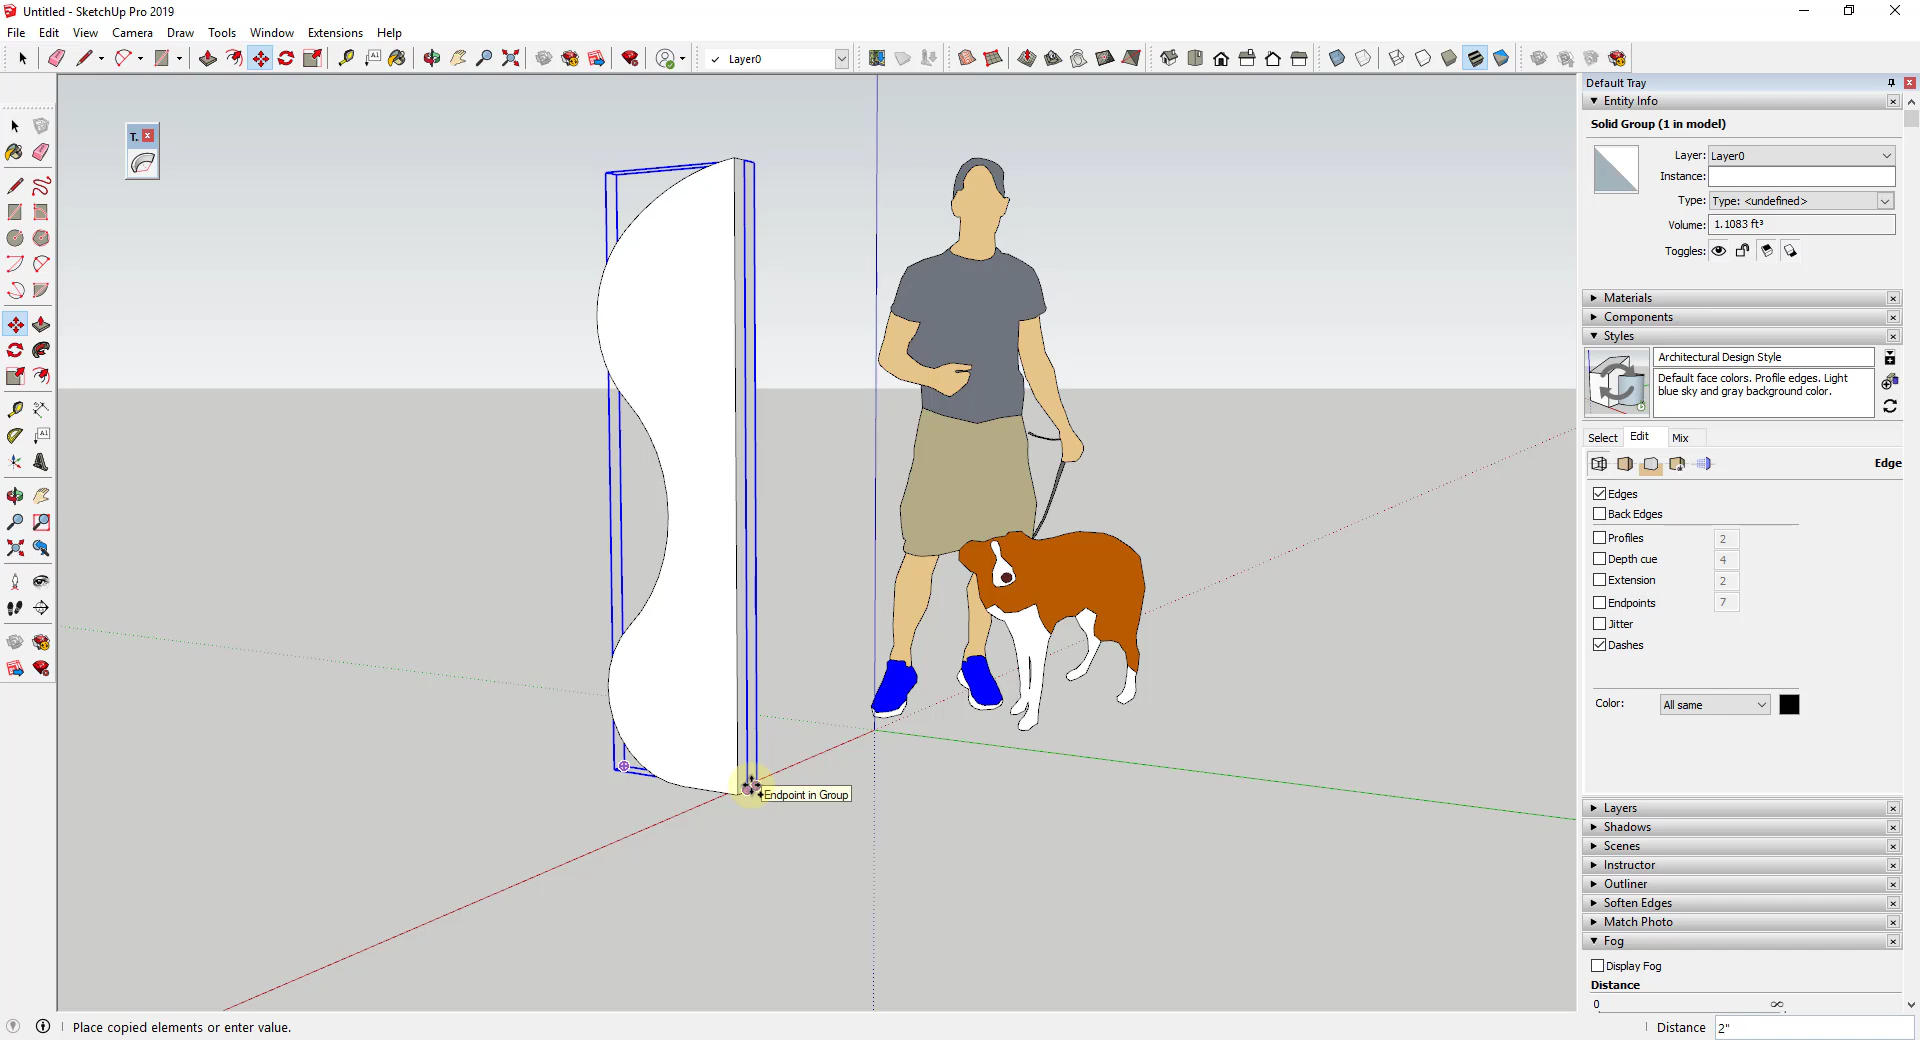 Untitled - SketchUp Pro 2019
File Edit View Camera Draw Tools Window Extensions Help
Layer0
T.
Default Tray
Entity Info
Solid Group (1 in model)
Layer: Layer0
Instance:
Type: Type: <undefined>
Volume: 1.1083 ft³
Toggles:
Materials
Components
Styles
Architectural Design Style
Default face colors. Profile edges. Light
blue sky and gray background color.
Select Edit Mix
Edge
Edges
Back Edges
Profiles 2
Depth cue 4
Extension 2
Endpoints 7
Jitter
Dashes
Color: All same
Endpoint in Group
Layers
Shadows
Scenes
Instructor
Outliner
Soften Edges
Match Photo
Fog
Display Fog
Distance
0 ∞
Place copied elements or enter value.
Distance 2"